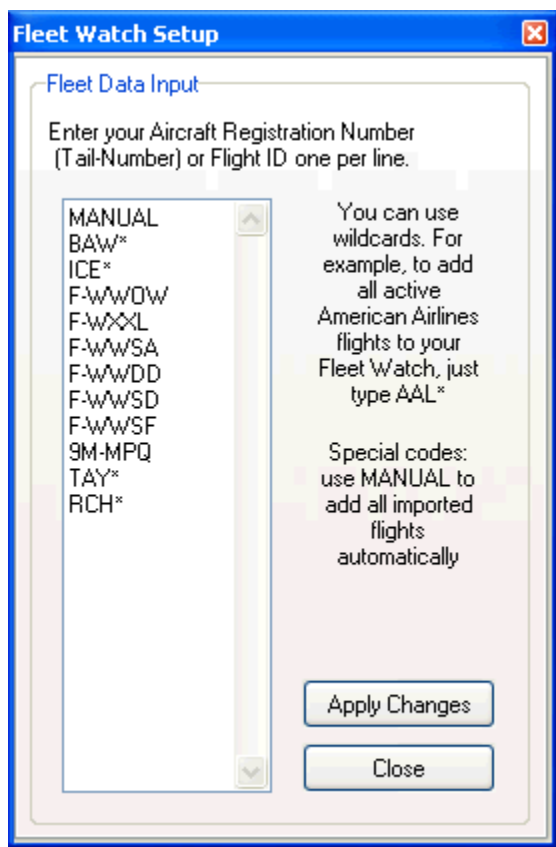 Fleet Watch Setup
Fleet Data Input
Enter your Aircraft Registration Number
(Tail-Number) or Flight ID one per line.
MANUAL
BAW*
ICE*
F-WWOW
F-WXXL
F-WWSA
F-WWDD
F-WWSD
F-WWSF
9M-MPQ
TAY*
RCH*
You can use
wildcards. For
example, to add
all active
American Airlines
flights to your
Fleet Watch, just
type AAL*
Special codes:
use MANUAL to
add all imported
flights
automatically
Apply Changes
Close